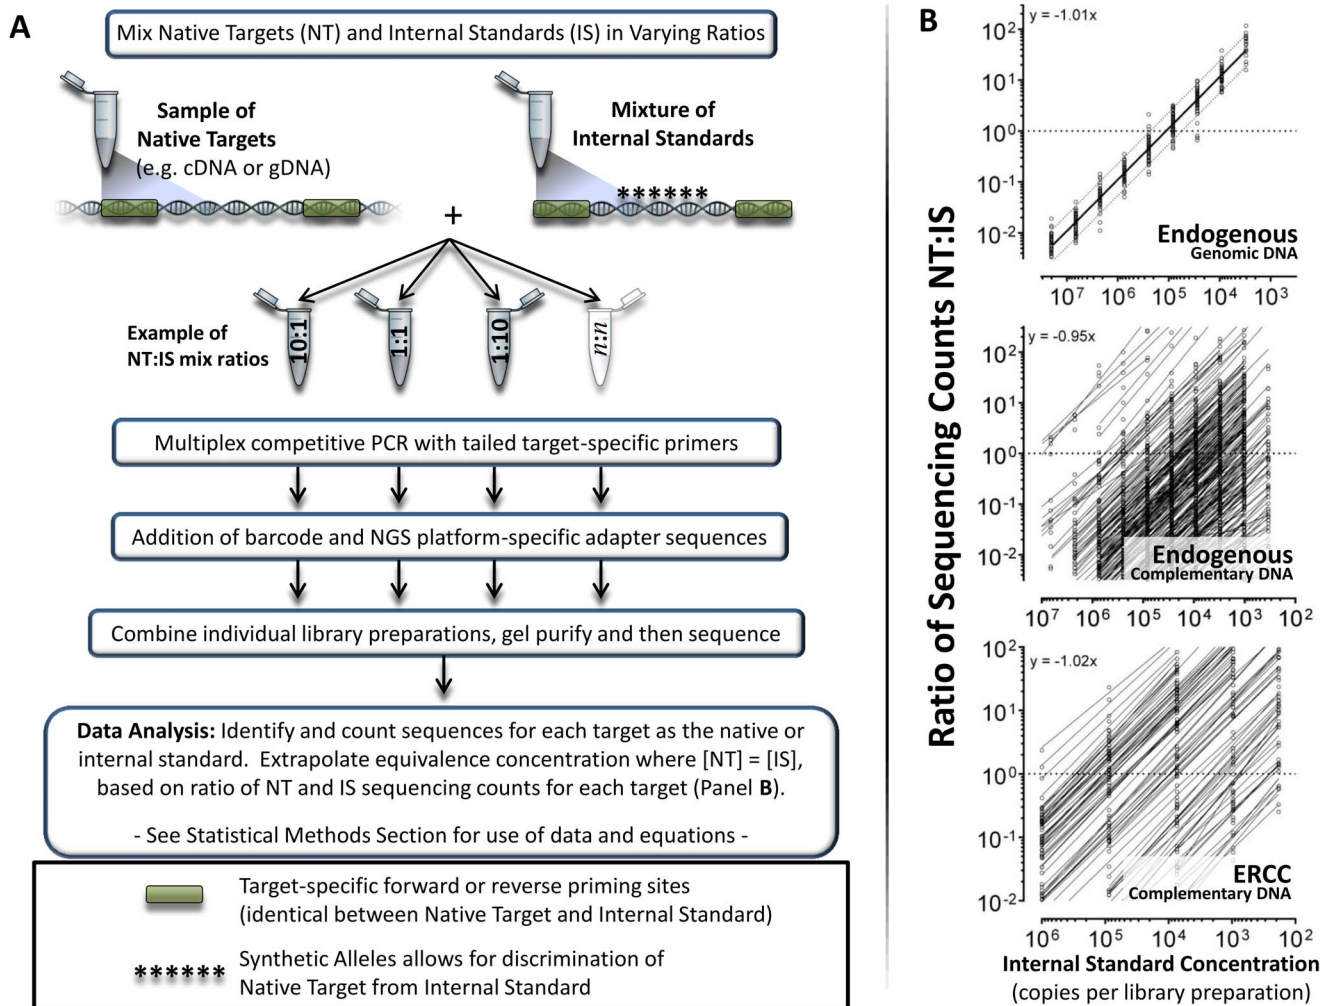 A
Mix Native Targets (NT) and Internal Standards (IS) in Varying Ratios
Sample of
Native Targets
(e.g. cDNA or gDNA)
Mixture of
Internal Standards
******
+
Example of
NT:IS mix ratios
10:1
1:1
1:10
n:n
Multiplex competitive PCR with tailed target-specific primers
Addition of barcode and NGS platform-specific adapter sequences
Combine individual library preparations, gel purify and then sequence
Data Analysis: Identify and count sequences for each target as the native or
internal standard. Extrapolate equivalence concentration where [NT] = [IS],
based on ratio of NT and IS sequencing counts for each target (Panel B).
- See Statistical Methods Section for use of data and equations -
Target-specific forward or reverse priming sites
(identical between Native Target and Internal Standard)
****** Synthetic Alleles allows for discrimination of
Native Target from Internal Standard
B
Ratio of Sequencing Counts NT:IS
y = -1.01x
10²
10¹
10⁰
10⁻¹
10⁻²
Endogenous
Genomic DNA
10⁷ 10⁶ 10⁵ 10⁴ 10³
y = -0.95x
10²
10¹
10⁰
10⁻¹
10⁻²
Endogenous
Complementary DNA
10⁷ 10⁶ 10⁵ 10⁴ 10³ 10²
y = -1.02x
10²
10¹
10⁰
10⁻¹
10⁻²
ERCC
Complementary DNA
10⁶ 10⁵ 10⁴ 10³ 10²
Internal Standard Concentration
(copies per library preparation)